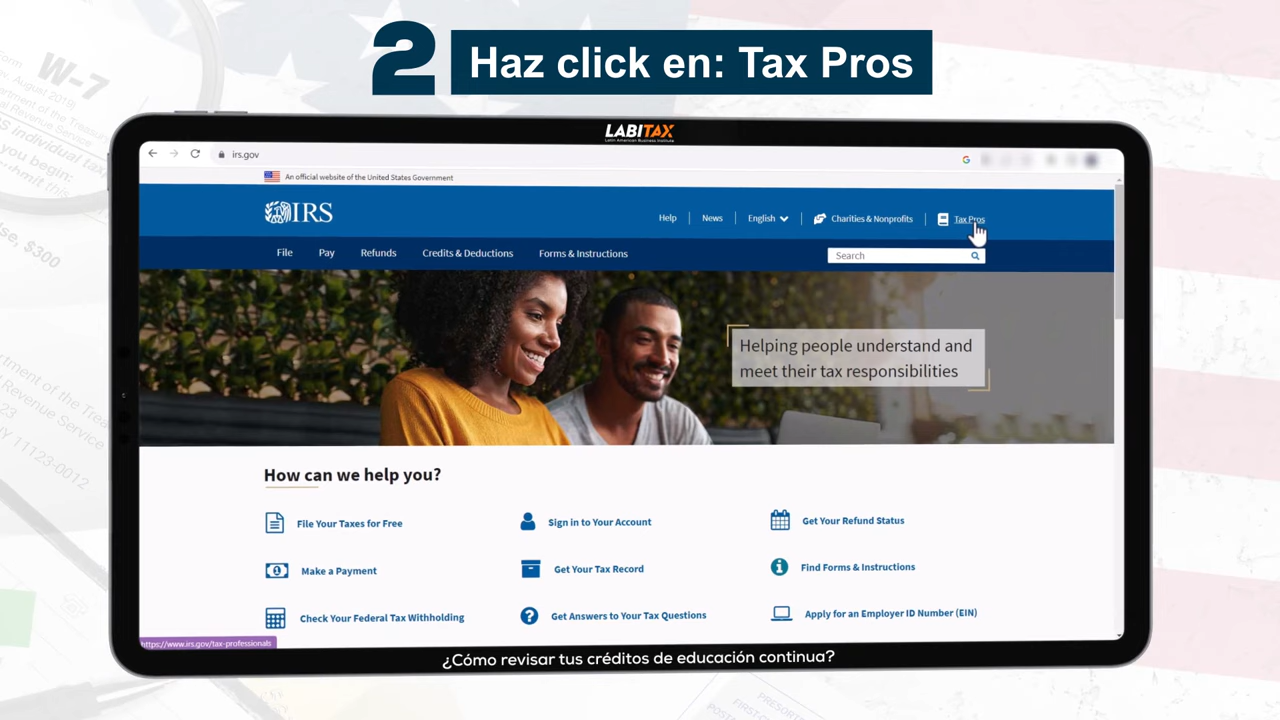 2 Haz click en: Tax Pros
W-7
LABITAX
Latin American Business Institute
irs.gov
An official website of the United States Government
IRS
Help
News
English
Charities & Nonprofits
Tax Pros
File
Pay
Refunds
Credits & Deductions
Forms & Instructions
Search
Helping people understand and
meet their tax responsibilities
How can we help you?
File Your Taxes for Free
Sign in to Your Account
Get Your Refund Status
Make a Payment
Get Your Tax Record
Find Forms & Instructions
Check Your Federal Tax Withholding
Get Answers to Your Tax Questions
Apply for an Employer ID Number (EIN)
https://www.irs.gov/tax-professionals
¿Cómo revisar tus créditos de educación continua?